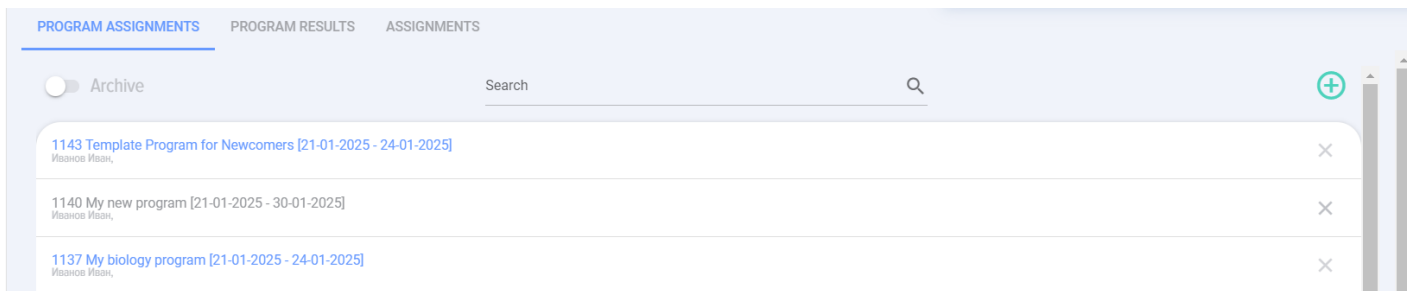 PROGRAM ASSIGNMENTS PROGRAM RESULTS ASSIGNMENTS
Archive Search
1143 Template Program for Newcomers [21-01-2025 - 24-01-2025]
Иванов Иван,
1140 My new program [21-01-2025 - 30-01-2025]
Иванов Иван,
1137 My biology program [21-01-2025 - 24-01-2025]
Иванов Иван,